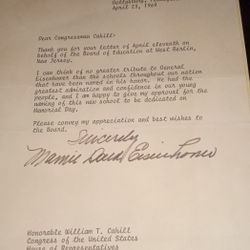 Gettysburg, Pennsylvania
April 25, 1969
Dear Congressman Cahill:
Thank you for your letter of April eleventh on
behalf of the Board of Education at West Berlin,
New Jersey.
I can think of no greater tribute to General
Eisenhower than the schools throughout our nation
that have been named in his honor. He had the
greatest admiration and confidence in our young
people, and I am happy to give my approval for the
naming of this new school to be dedicated on
Memorial Day.
Please convey my appreciation and best wishes to
the Board.
Sincerely
Mamie Doud Eisenhower
Honorable William T. Cahill
Congress of the United States
House of Representatives